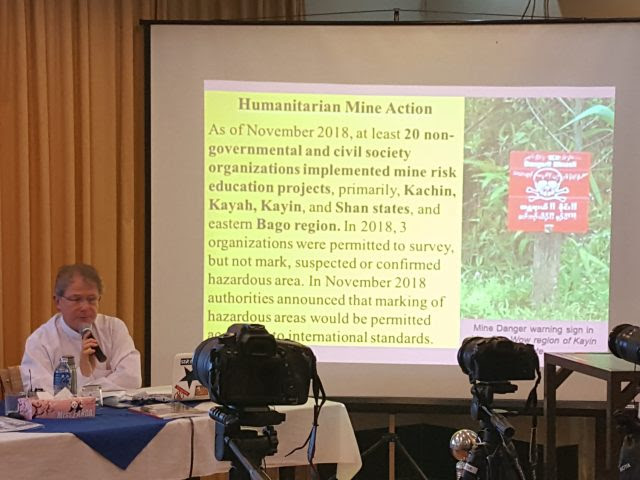 Humanitarian Mine Action
As of November 2018, at least 20 non-
governmental and civil society
organizations implemented mine risk
education projects, primarily, Kachin,
Kayah, Kayin, and Shan states, and
eastern Bago region. In 2018, 3
organizations were permitted to survey,
but not mark, suspected or confirmed
hazardous area. In November 2018
authorities announced that marking of
hazardous areas would be permitted
to international standards.
Mine Danger warning sign in
Wow region of Kayin